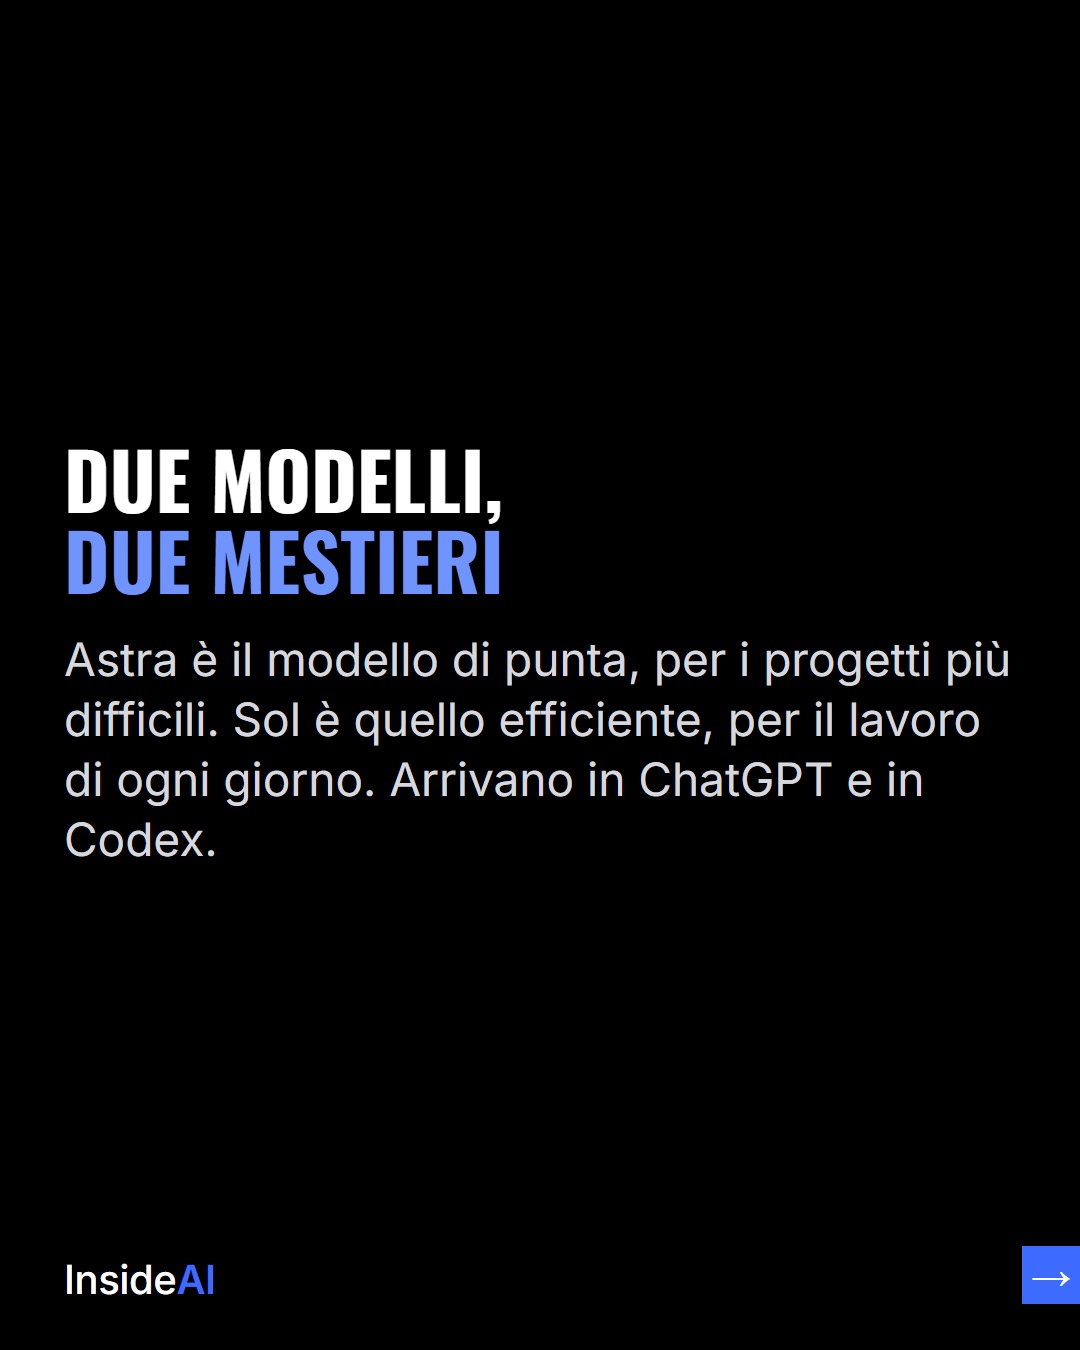 DUE MODELLI,
DUE MESTIERI
Astra è il modello di punta, per i progetti più
difficili. Sol è quello efficiente, per il lavoro
di ogni giorno. Arrivano in ChatGPT e in
Codex.
InsideAI
→